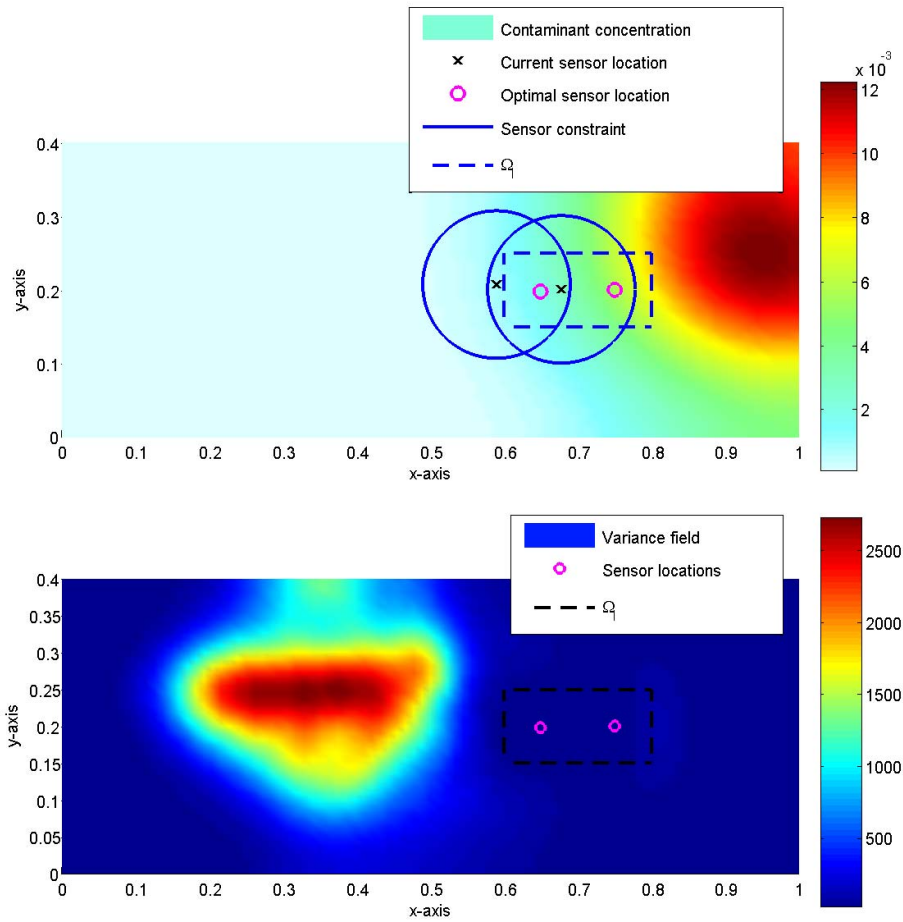 Contaminant concentration
Current sensor location
Optimal sensor location
Sensor constraint
Ωl
x 10-3
12
10
8
6
4
2
0.4
0.3
0.2
0.1
0
y-axis
0 0.1 0.2 0.3 0.4 0.5 0.6 0.7 0.8 0.9 1
x-axis
Variance field
Sensor locations
Ωl
2500
2000
1500
1000
500
0.4
0.35
0.3
0.25
0.2
0.15
0.1
0.05
0
y-axis
0 0.1 0.2 0.3 0.4 0.5 0.6 0.7 0.8 0.9 1
x-axis